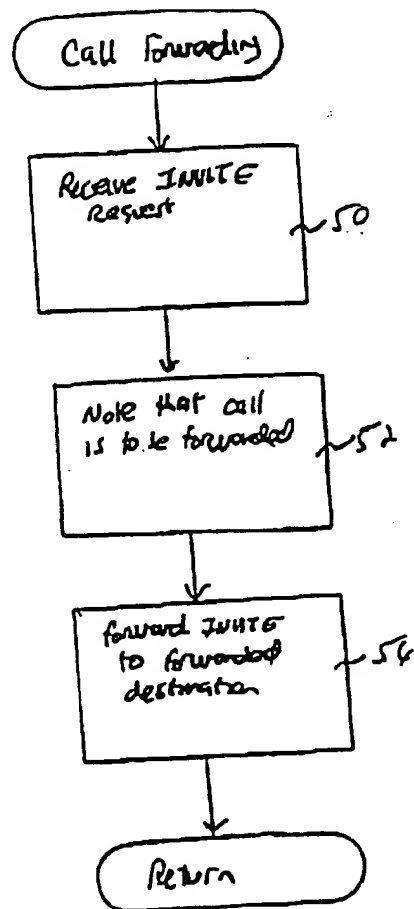 Call Forwarding
Receive INVITE
Request
50
Note that call
is to be forwarded
52
forward INVITE
to forwarded
destination
54
Return